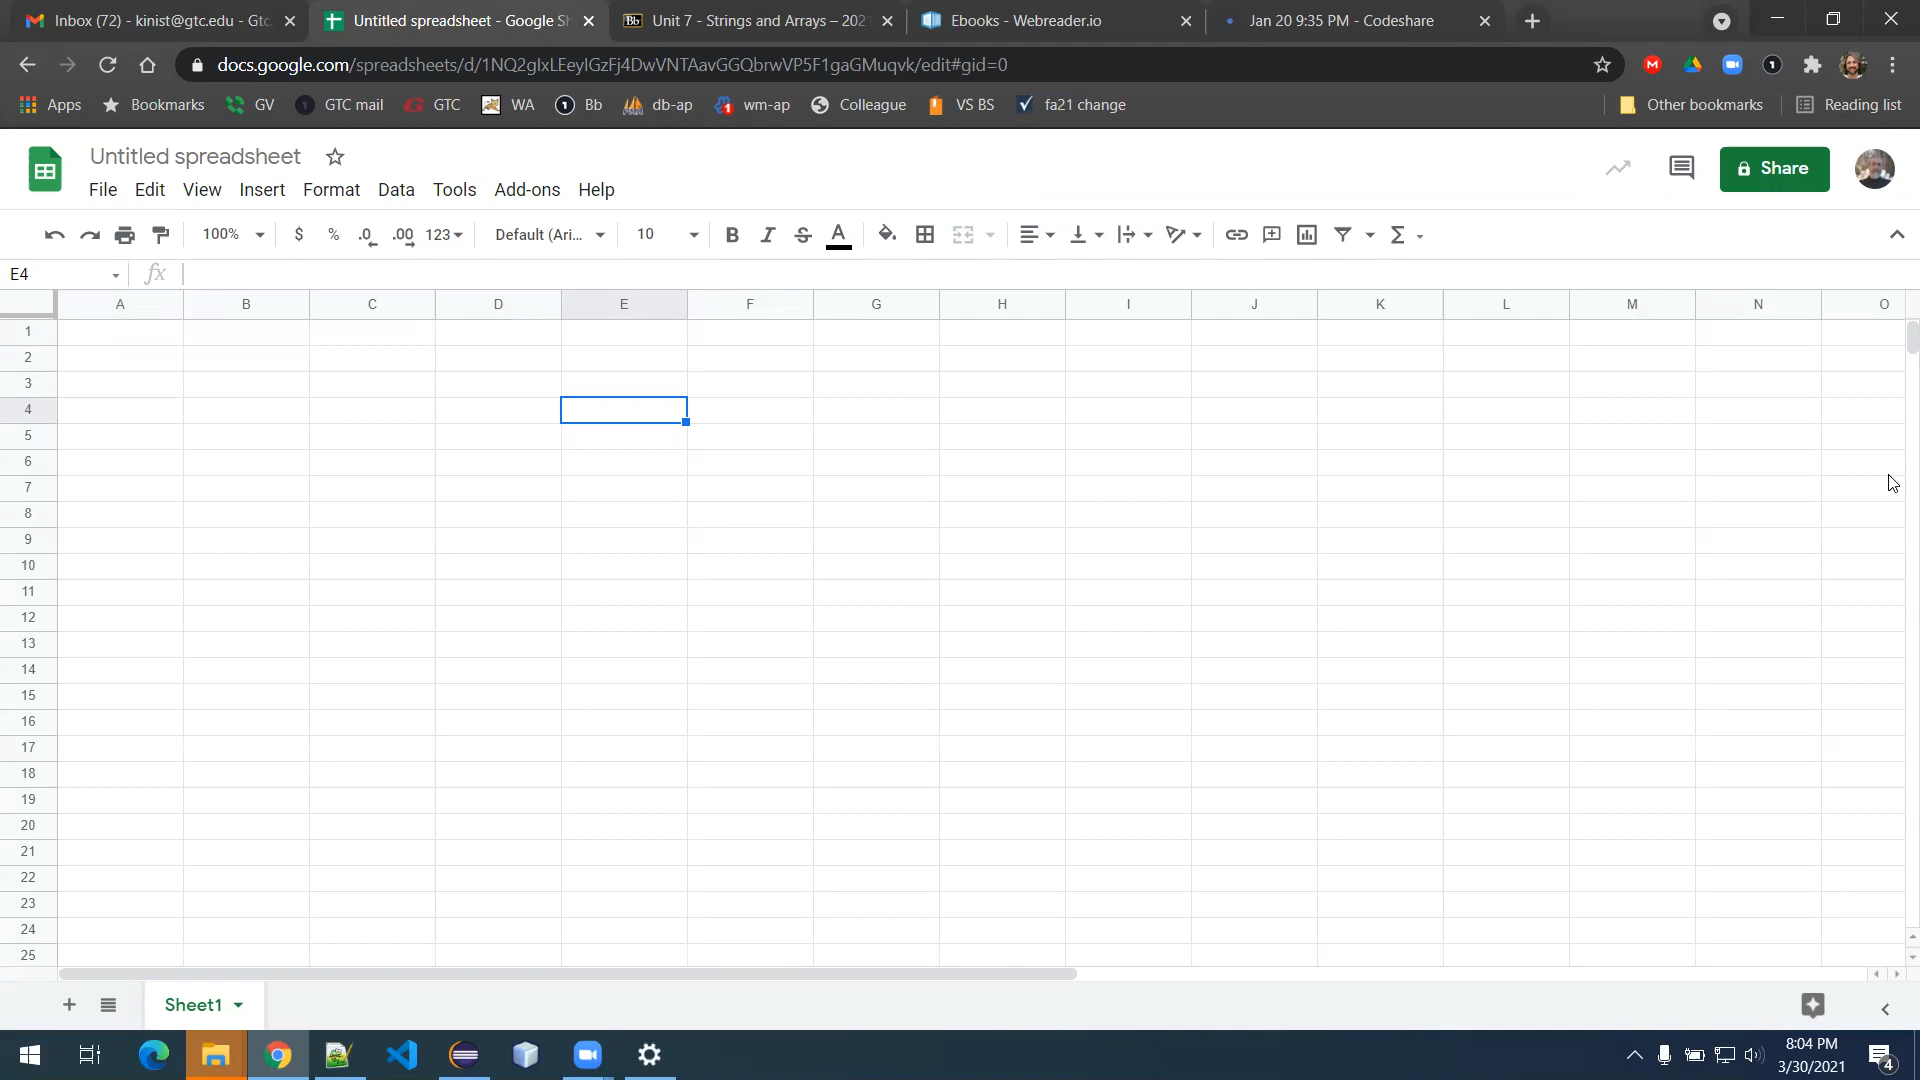 Inbox (72) - kinist@gtc.edu - Gtc
Untitled spreadsheet - Google Sh
Bb Unit 7 - Strings and Arrays – 202
Ebooks - Webreader.io
Jan 20 9:35 PM - Codeshare
docs.google.com/spreadsheets/d/1NQ2gIxLEeyIGzFj4DwVNTAavGGQbrwVP5F1gaGMuqvk/edit#gid=0
Apps Bookmarks GV GTC mail GTC WA Bb db-ap wm-ap Colleague VS BS fa21 change Other bookmarks Reading list
Untitled spreadsheet
File Edit View Insert Format Data Tools Add-ons Help
Share
100% $ % .0 .00 123 Default (Ari... 10 B I S A Σ
E4 fx
A B C D E F G H I J K L M N O
1
2
3
4
5
6
7
8
9
10
11
12
13
14
15
16
17
18
19
20
21
22
23
24
25
Sheet1
8:04 PM
3/30/2021
4